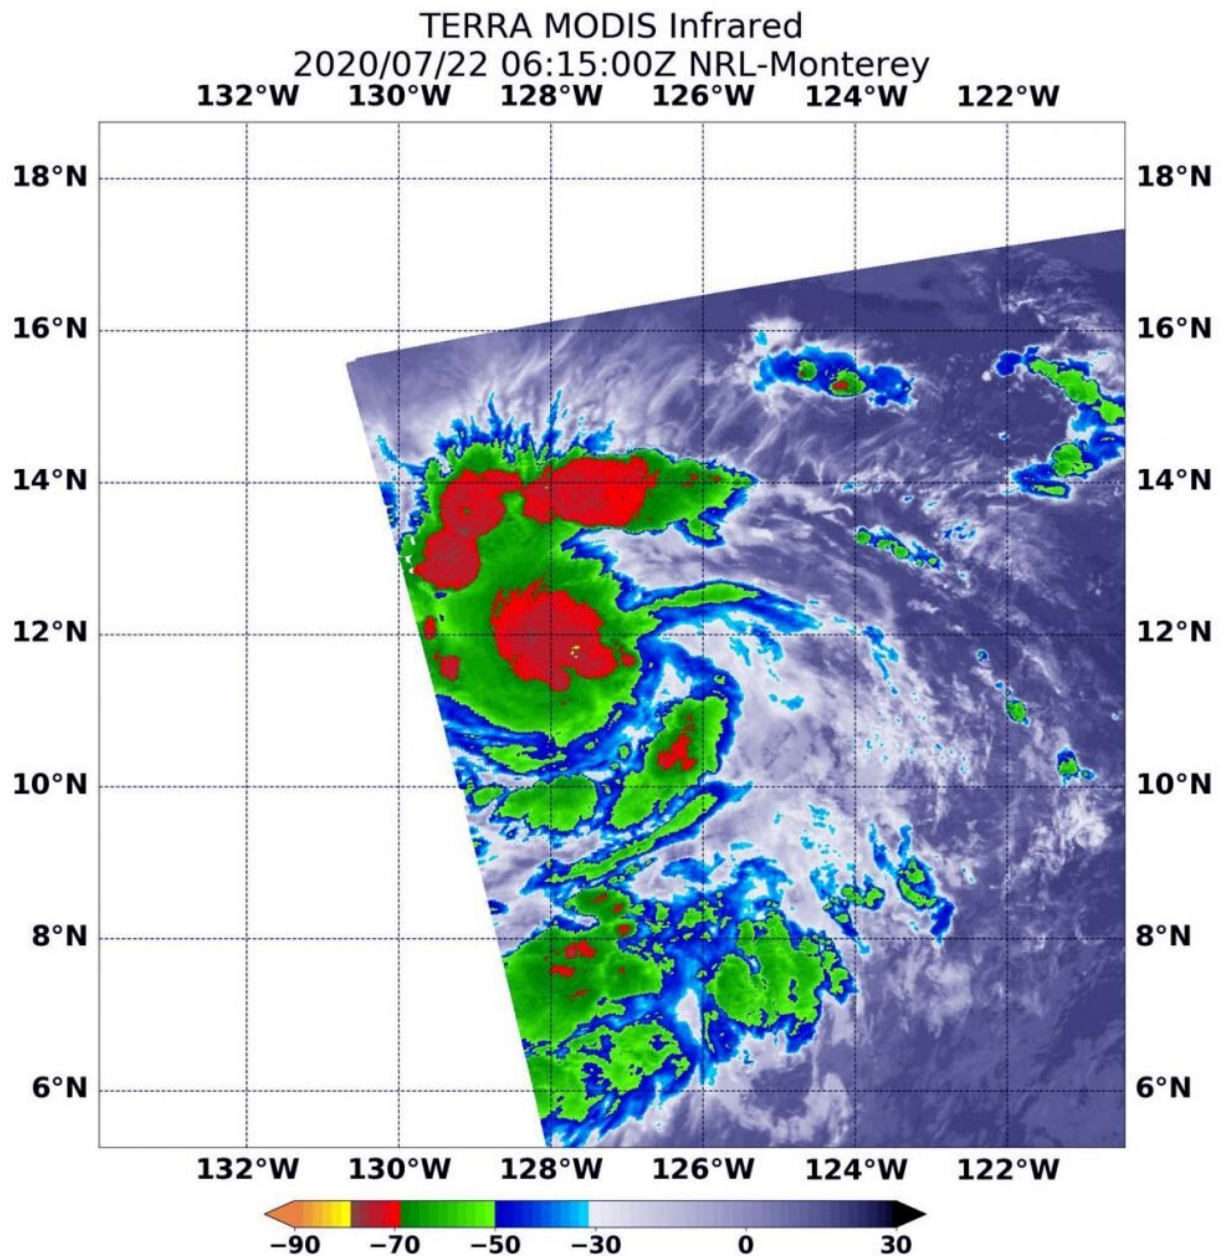 TERRA MODIS Infrared
2020/07/22 06:15:00Z NRL-Monterey
132°W 130°W 128°W 126°W 124°W 122°W
18°N 18°N
16°N 16°N
14°N 14°N
12°N 12°N
10°N 10°N
8°N 8°N
6°N 6°N
132°W 130°W 128°W 126°W 124°W 122°W
−90 −70 −50 −30 0 30